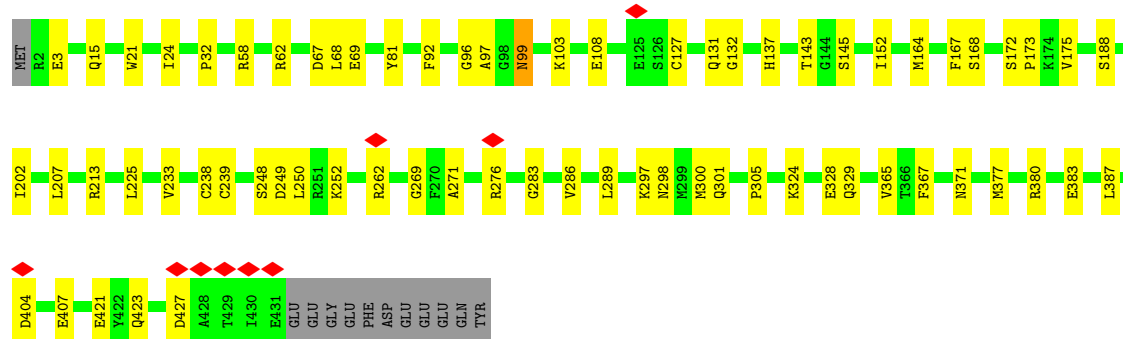 MET R2 E3 Q15 W21 I24 P32 R58 R62 D67 L68 E69 Y81 F92 G96 A97 G98 N99 K103 E108 E125 S126 C127 Q131 G132 H137 T143 G144 S145 I152 M164 F167 S168 S172 P173 K174 V175 S188
I202 L207 R213 L225 V233 C238 C239 S248 D249 L250 R251 K252 R262 G269 F270 A271 R276 G283 V286 L289 K297 N298 M299 M300 Q301 P305 K324 E328 Q329 V365 T366 F367 N371 M377 R380 E383 L387
D404 E407 E421 Y422 Q423 D427 A428 T429 I430 E431 GLU GLU GLY GLU PHE ASP GLU GLU GLU GLN TYR